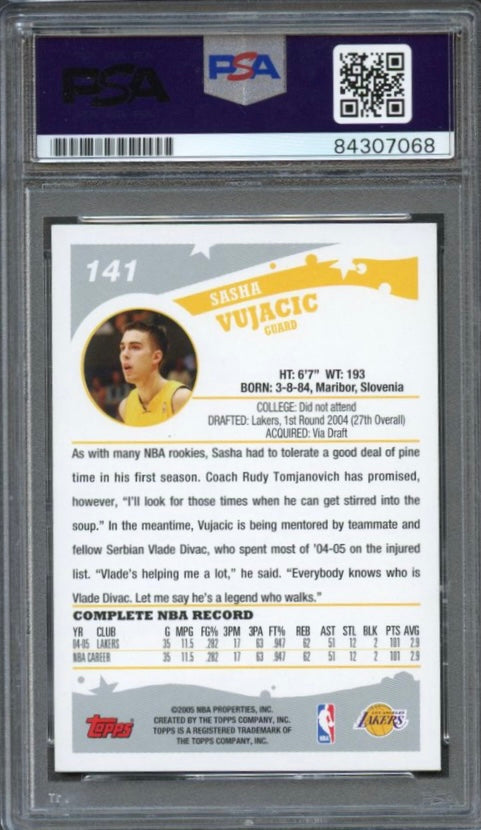 PSA
PSA
84307068
141
SASHA
VUJACIC
GUARD
HT: 6'7" WT: 193
BORN: 3-8-84, Maribor, Slovenia
COLLEGE: Did not attend
DRAFTED: Lakers, 1st Round 2004 (27th Overall)
ACQUIRED: Via Draft
As with many NBA rookies, Sasha had to tolerate a good deal of pine
time in his first season. Coach Rudy Tomjanovich has promised,
however, “I'll look for those times when he can get stirred into the
soup.” In the meantime, Vujacic is being mentored by teammate and
fellow Serbian Vlade Divac, who spent most of '04-05 on the injured
list. “Vlade's helping me a lot,” he said. “Everybody knows who is
Vlade Divac. Let me say he's a legend who walks.”
COMPLETE NBA RECORD
YR CLUB G MPG FG% 3PM 3PA FT% REB AST STL BLK PTS AVG
04-05 LAKERS 35 11.5 .282 17 63 .947 62 51 12 2 101 2.9
NBA CAREER 35 11.5 .282 17 63 .947 62 51 12 2 101 2.9
©2005 NBA PROPERTIES, INC.
CREATED BY THE TOPPS COMPANY, INC.
TOPPS IS A REGISTERED TRADEMARK OF
THE TOPPS COMPANY, INC.
Topps
NBA
LOS ANGELES
LAKERS